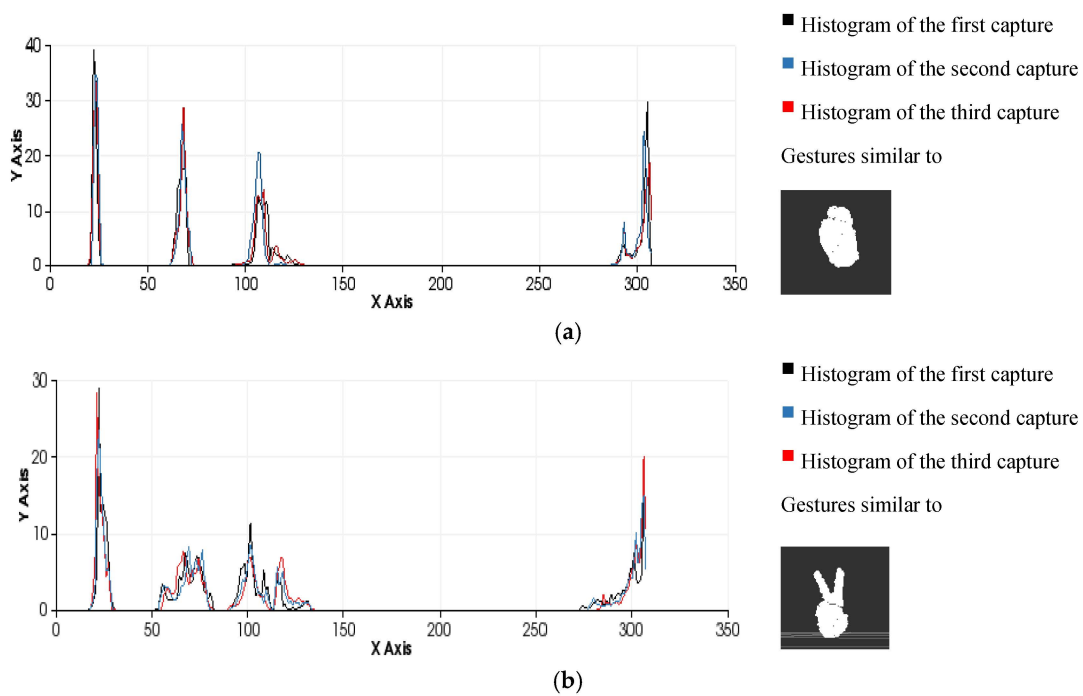 ■ Histogram of the first capture
■ Histogram of the second capture
■ Histogram of the third capture
Gestures similar to
40
30
20
10
0
Y Axis
0 50 100 150 200 250 300 350
X Axis
(a)
■ Histogram of the first capture
■ Histogram of the second capture
■ Histogram of the third capture
Gestures similar to
30
20
10
0
Y Axis
0 50 100 150 200 250 300 350
X Axis
(b)